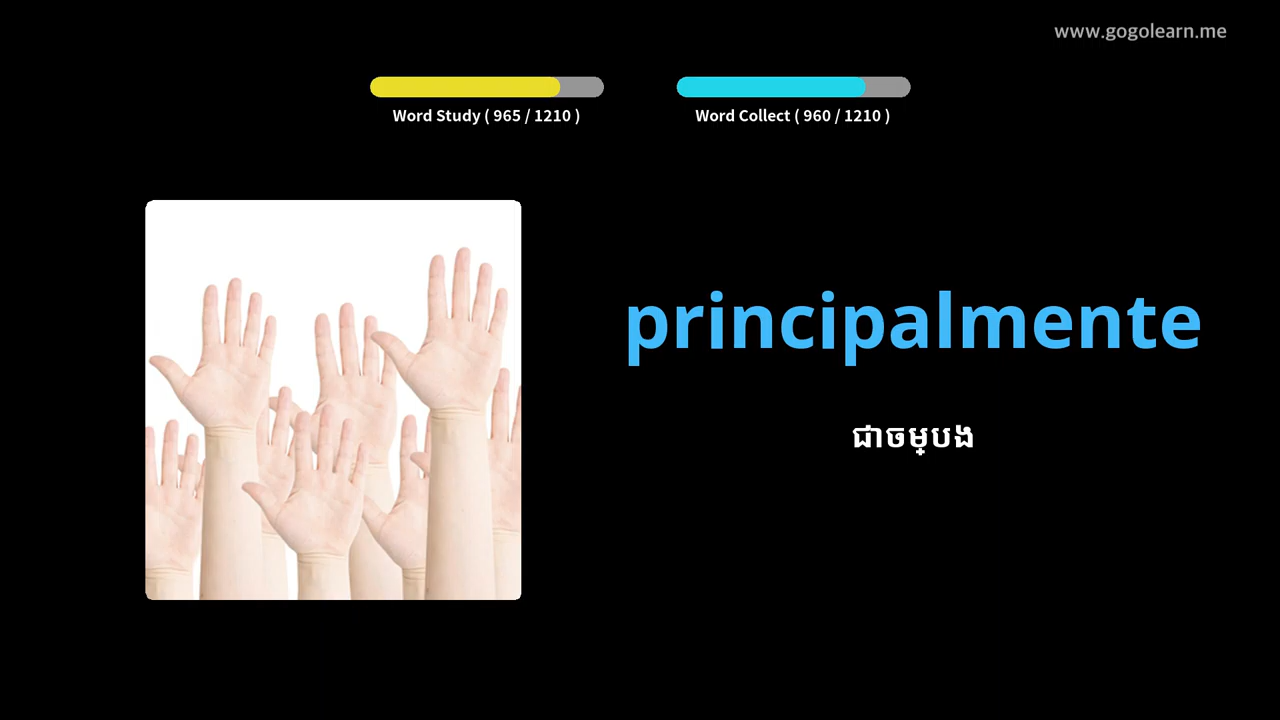 www.gogolearn.me
Word Study ( 965 / 1210 )
Word Collect ( 960 / 1210 )
principalmente
ជាចម្បង